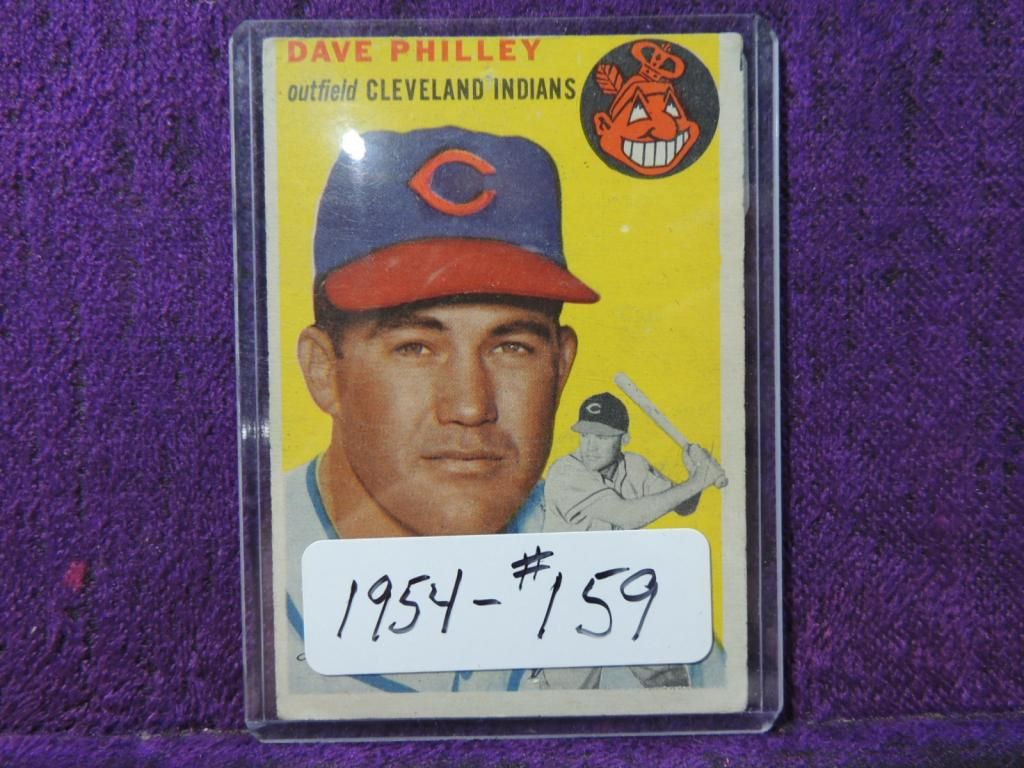 DAVE PHILLEY
outfield CLEVELAND INDIANS
C
C
1954-#159